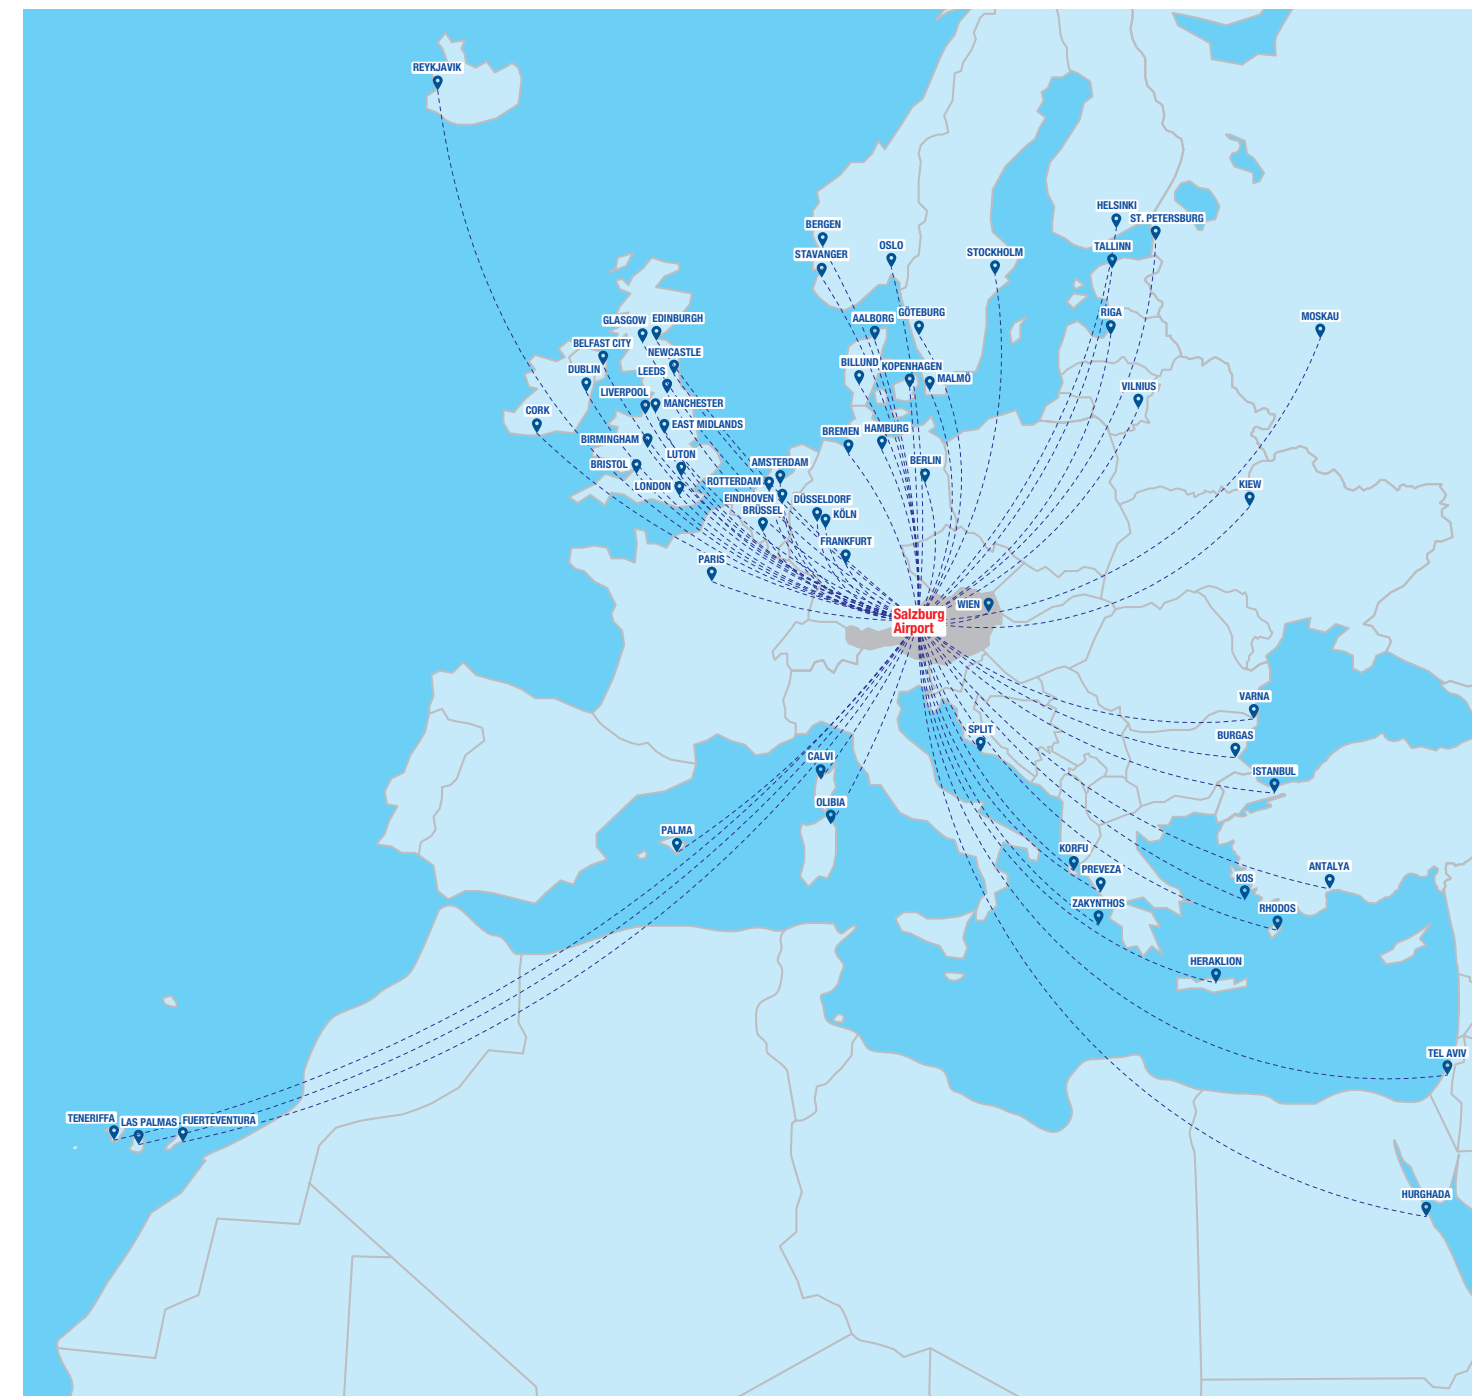 REYKJAVIK
HELSINKI
ST. PETERSBURG
BERGEN
OSLO
TALLINN
STAVANGER
STOCKHOLM
GÖTEBURG
RIGA
MOSKAU
AALBORG
GLASGOW
EDINBURGH
BELFAST CITY
NEWCASTLE
BILLUND
KOPENHAGEN
DUBLIN
LEEDS
MALMÖ
VILNIUS
LIVERPOOL
MANCHESTER
CORK
EAST MIDLANDS
HAMBURG
BREMEN
BIRMINGHAM
LUTON
BERLIN
AMSTERDAM
BRISTOL
ROTTERDAM
KIEW
LONDON
EINDHOVEN
DÜSSELDORF
BRÜSSEL
KÖLN
FRANKFURT
PARIS
WIEN
Salzburg
Airport
VARNA
SPLIT
BURGAS
CALVI
ISTANBUL
OLIBIA
PALMA
KORFU
PREVEZA
ANTALYA
KOS
ZAKYNTHOS
RHODOS
HERAKLION
TEL AVIV
TENERIFFA
LAS PALMAS
FUERTEVENTURA
HURGHADA